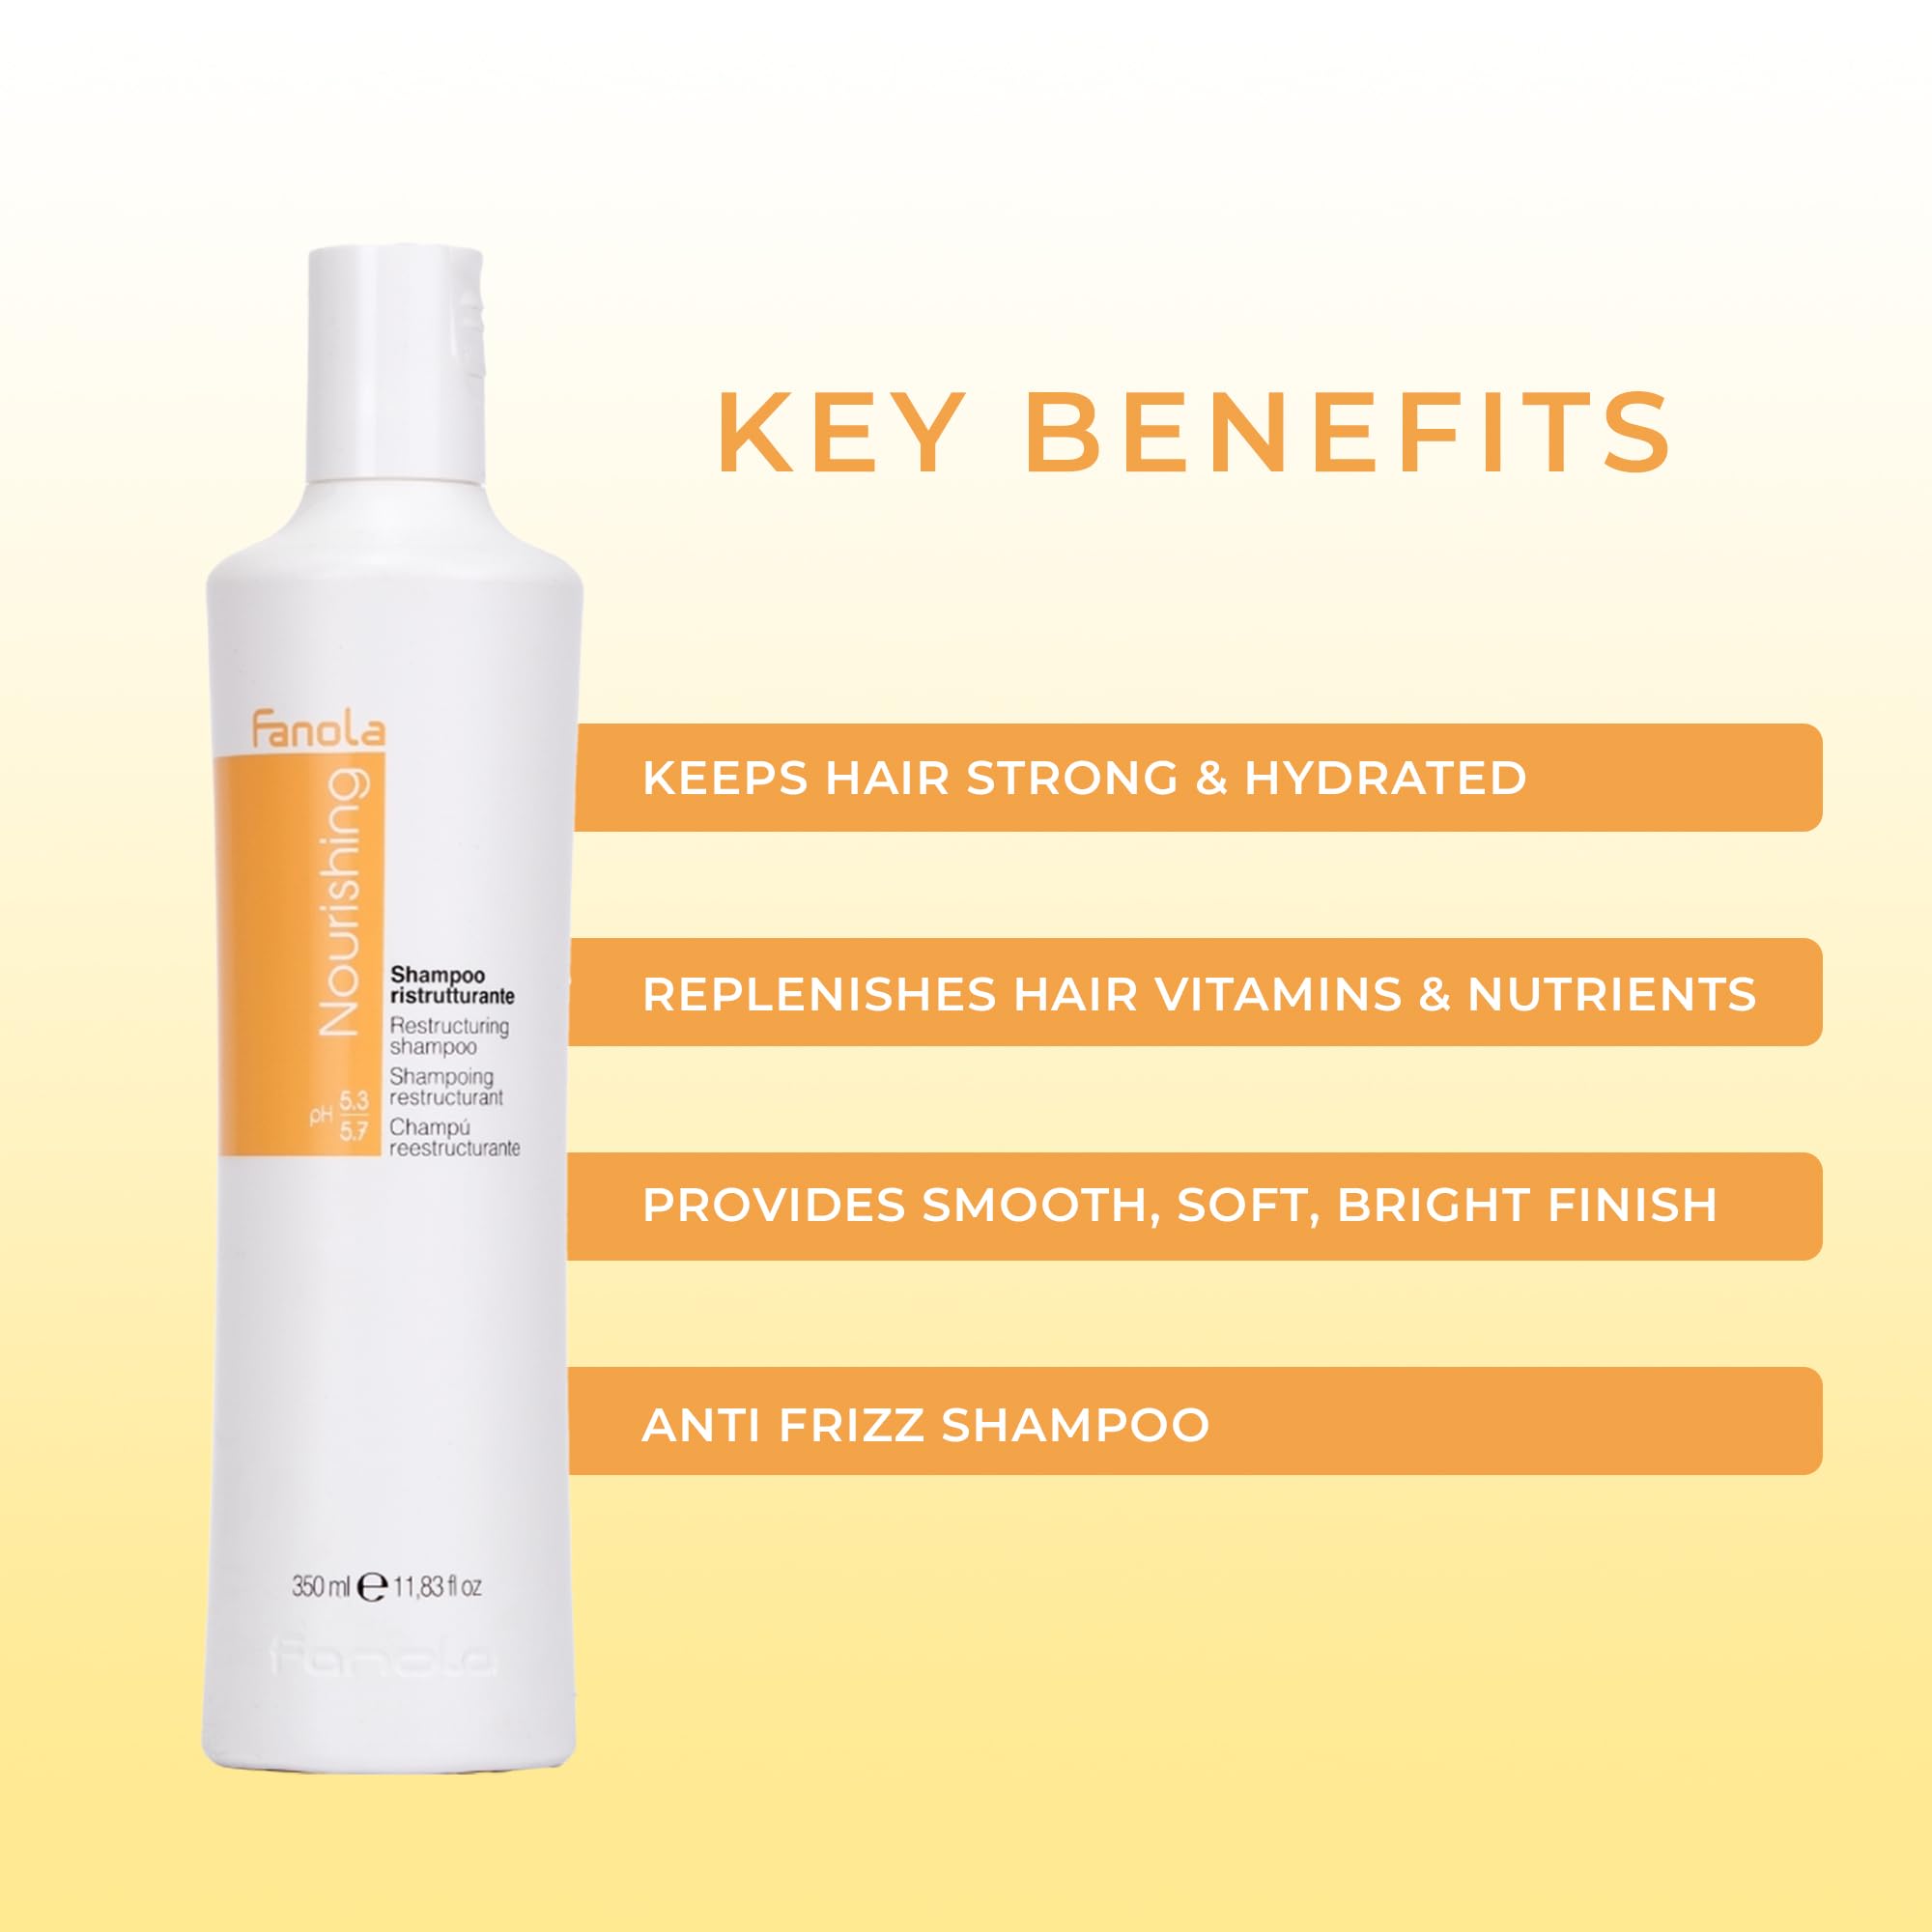 KEY BENEFITS
fanola
Nourishing
pH 5.3
5.7
Shampoo
ristrutturante
Restructuring
shampoo
Shampoing
restructurant
Champú
reestructurante
350 ml e 11,83 fl oz
fanola
KEEPS HAIR STRONG & HYDRATED
REPLENISHES HAIR VITAMINS & NUTRIENTS
PROVIDES SMOOTH, SOFT, BRIGHT FINISH
ANTI FRIZZ SHAMPOO